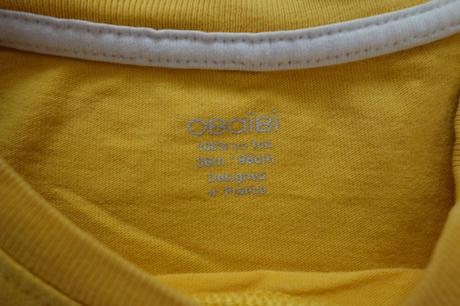 obaibi
36m - 96cm
Designed
in France